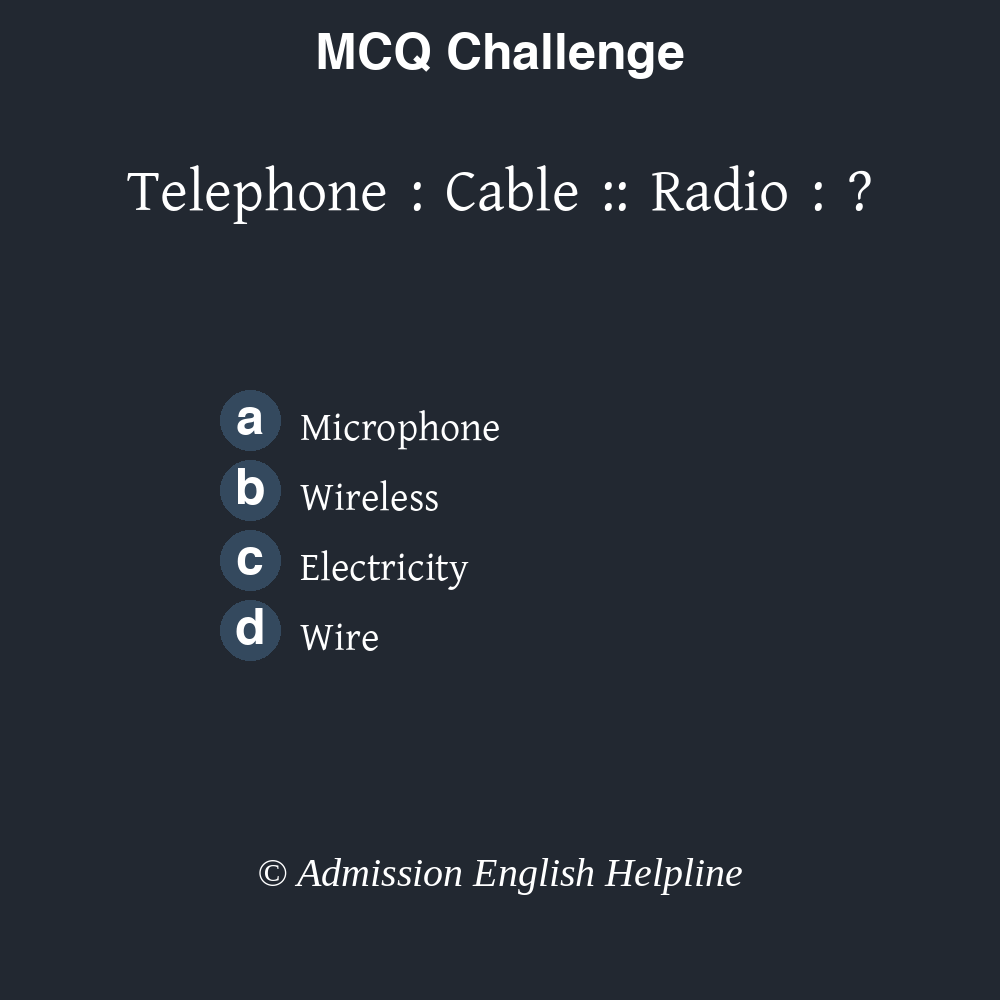 MCQ Challenge
Telephone : Cable :: Radio : ?
a Microphone
b Wireless
c Electricity
d Wire
© Admission English Helpline